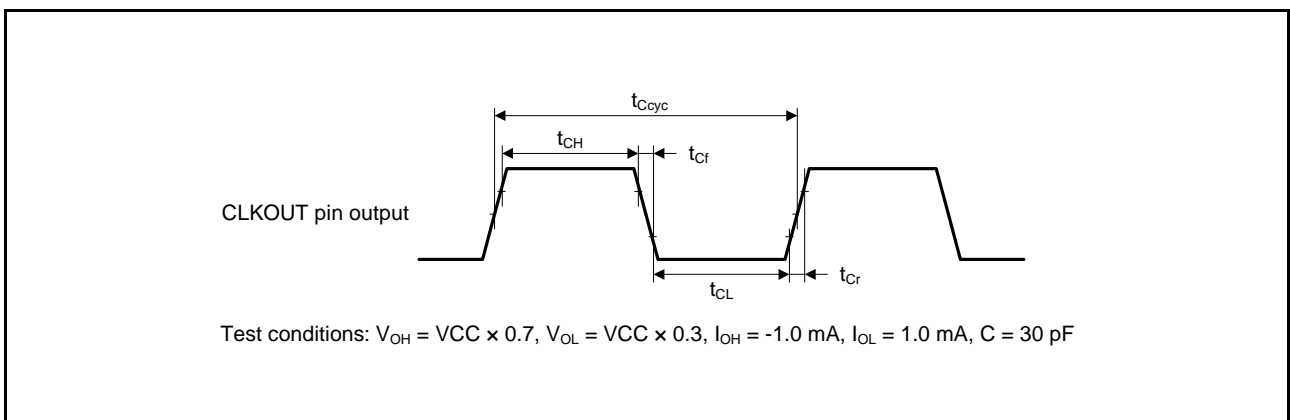 tCcyc
tCH
tCf
CLKOUT pin output
tCr
tCL
Test conditions: VOH = VCC × 0.7, VOL = VCC × 0.3, IOH = -1.0 mA, IOL = 1.0 mA, C = 30 pF